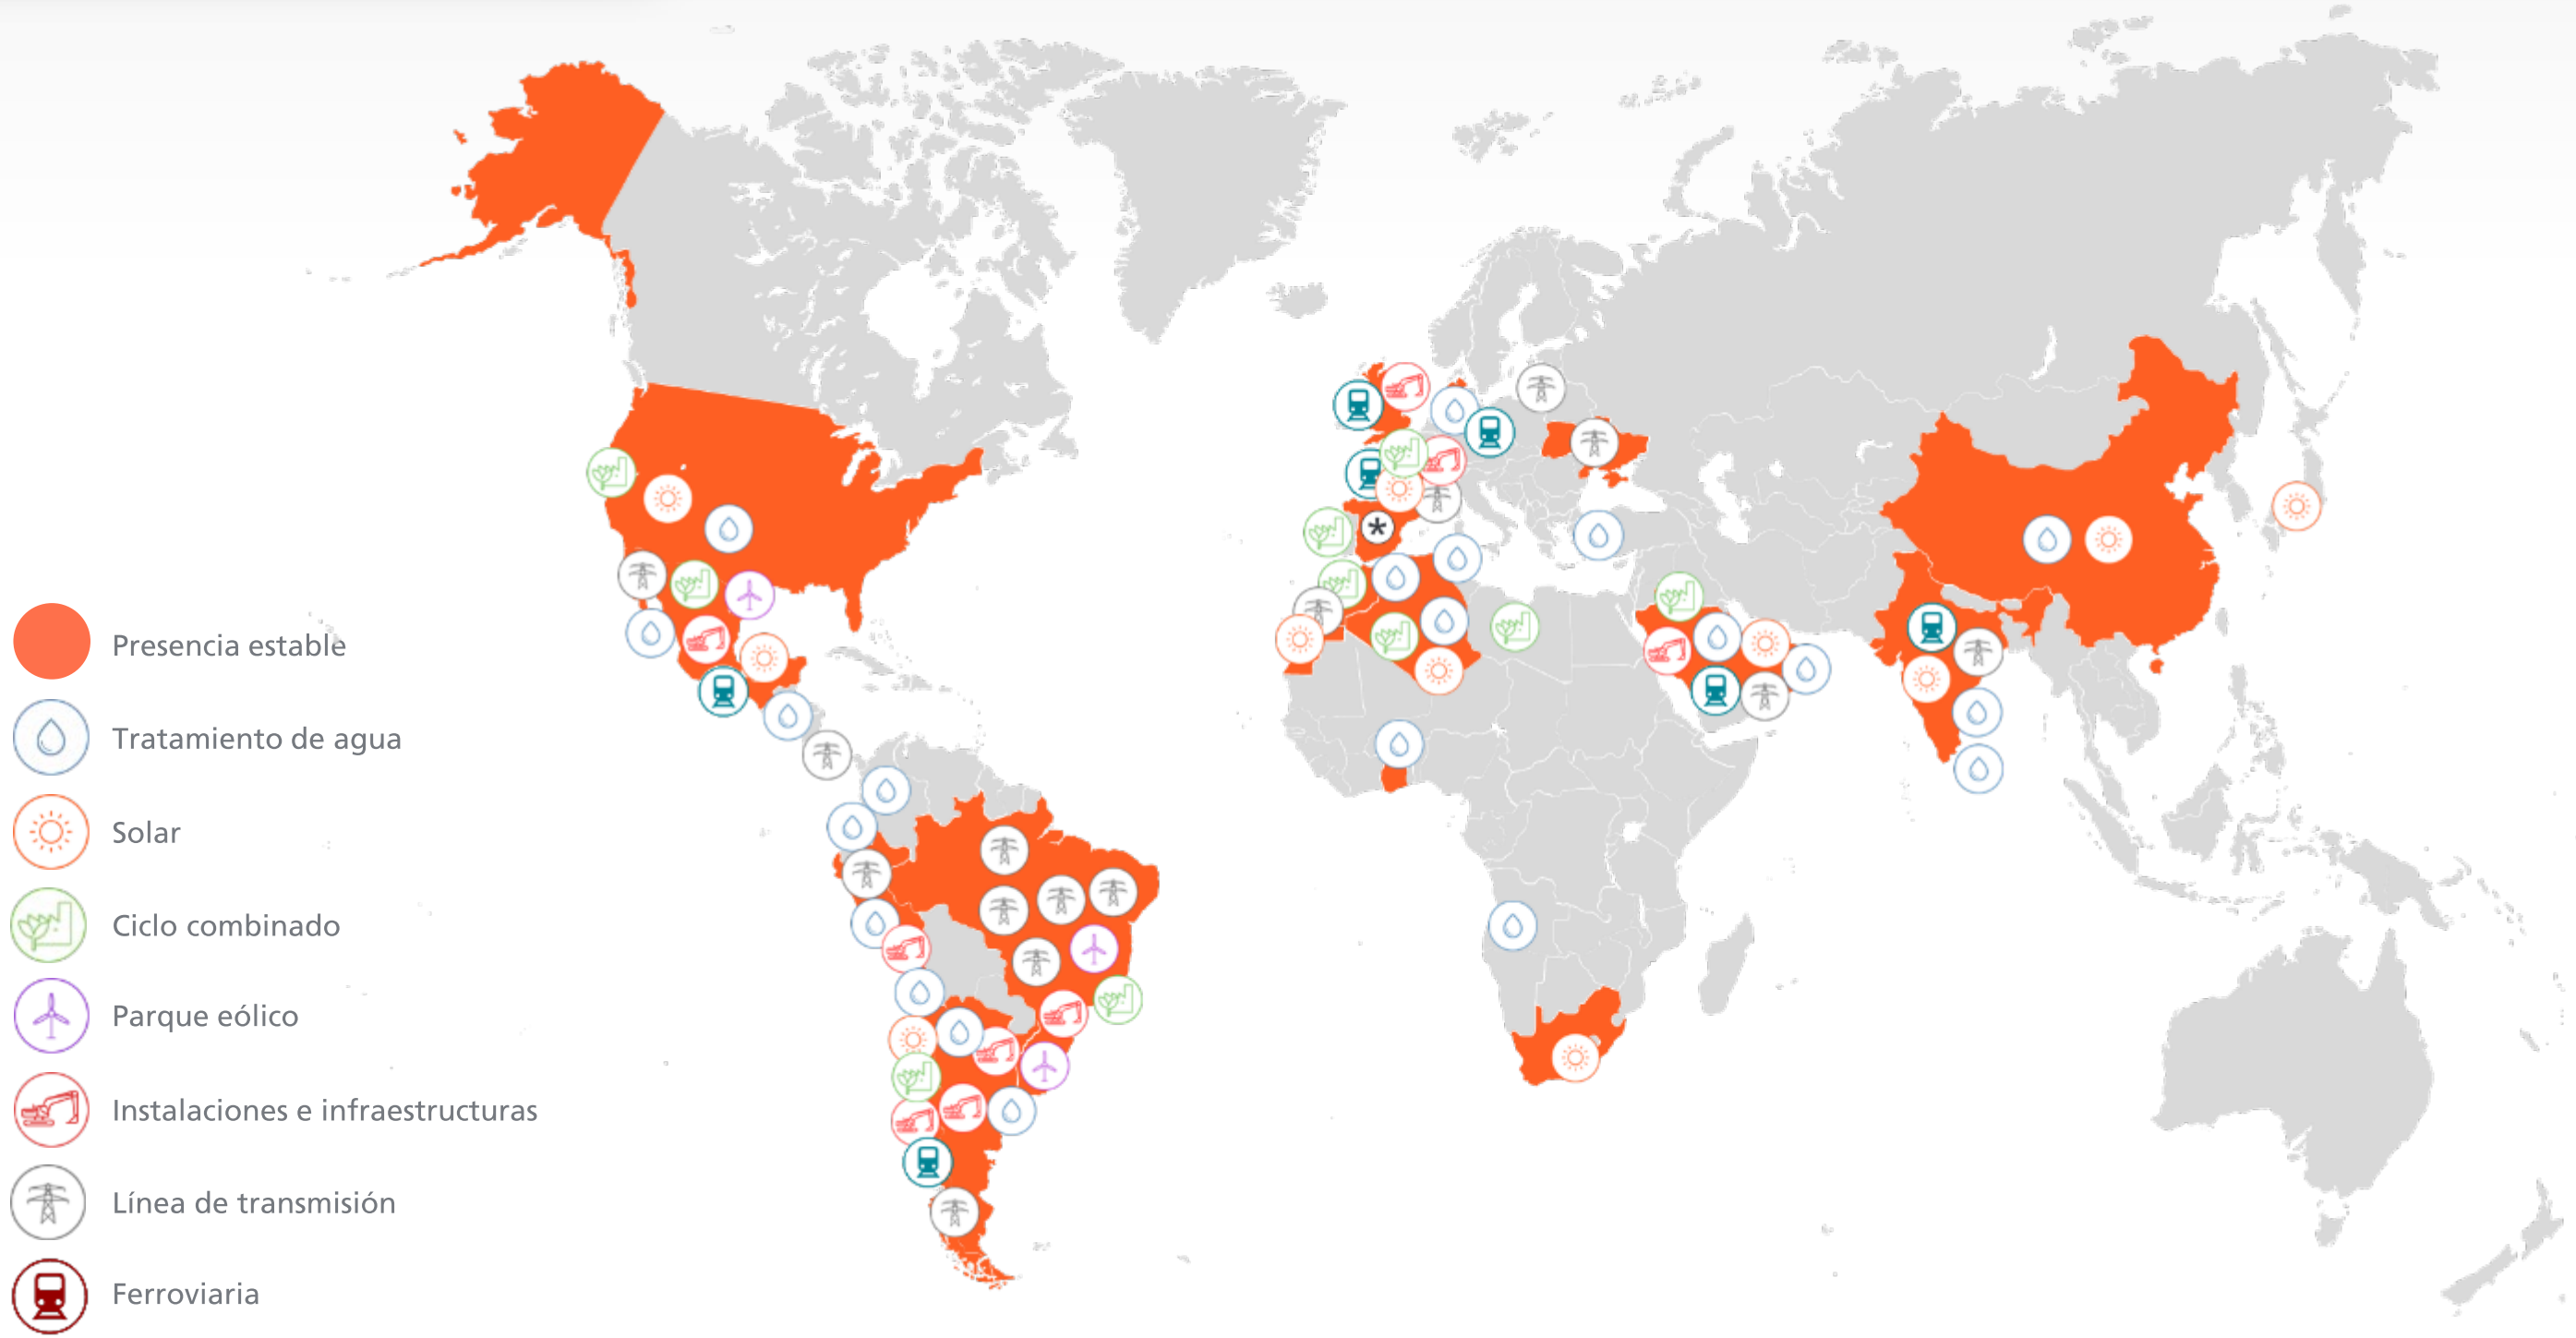 Presencia estable
Tratamiento de agua
Solar
Ciclo combinado
Parque eólico
Instalaciones e infraestructuras
Línea de transmisión
Ferroviaria
*